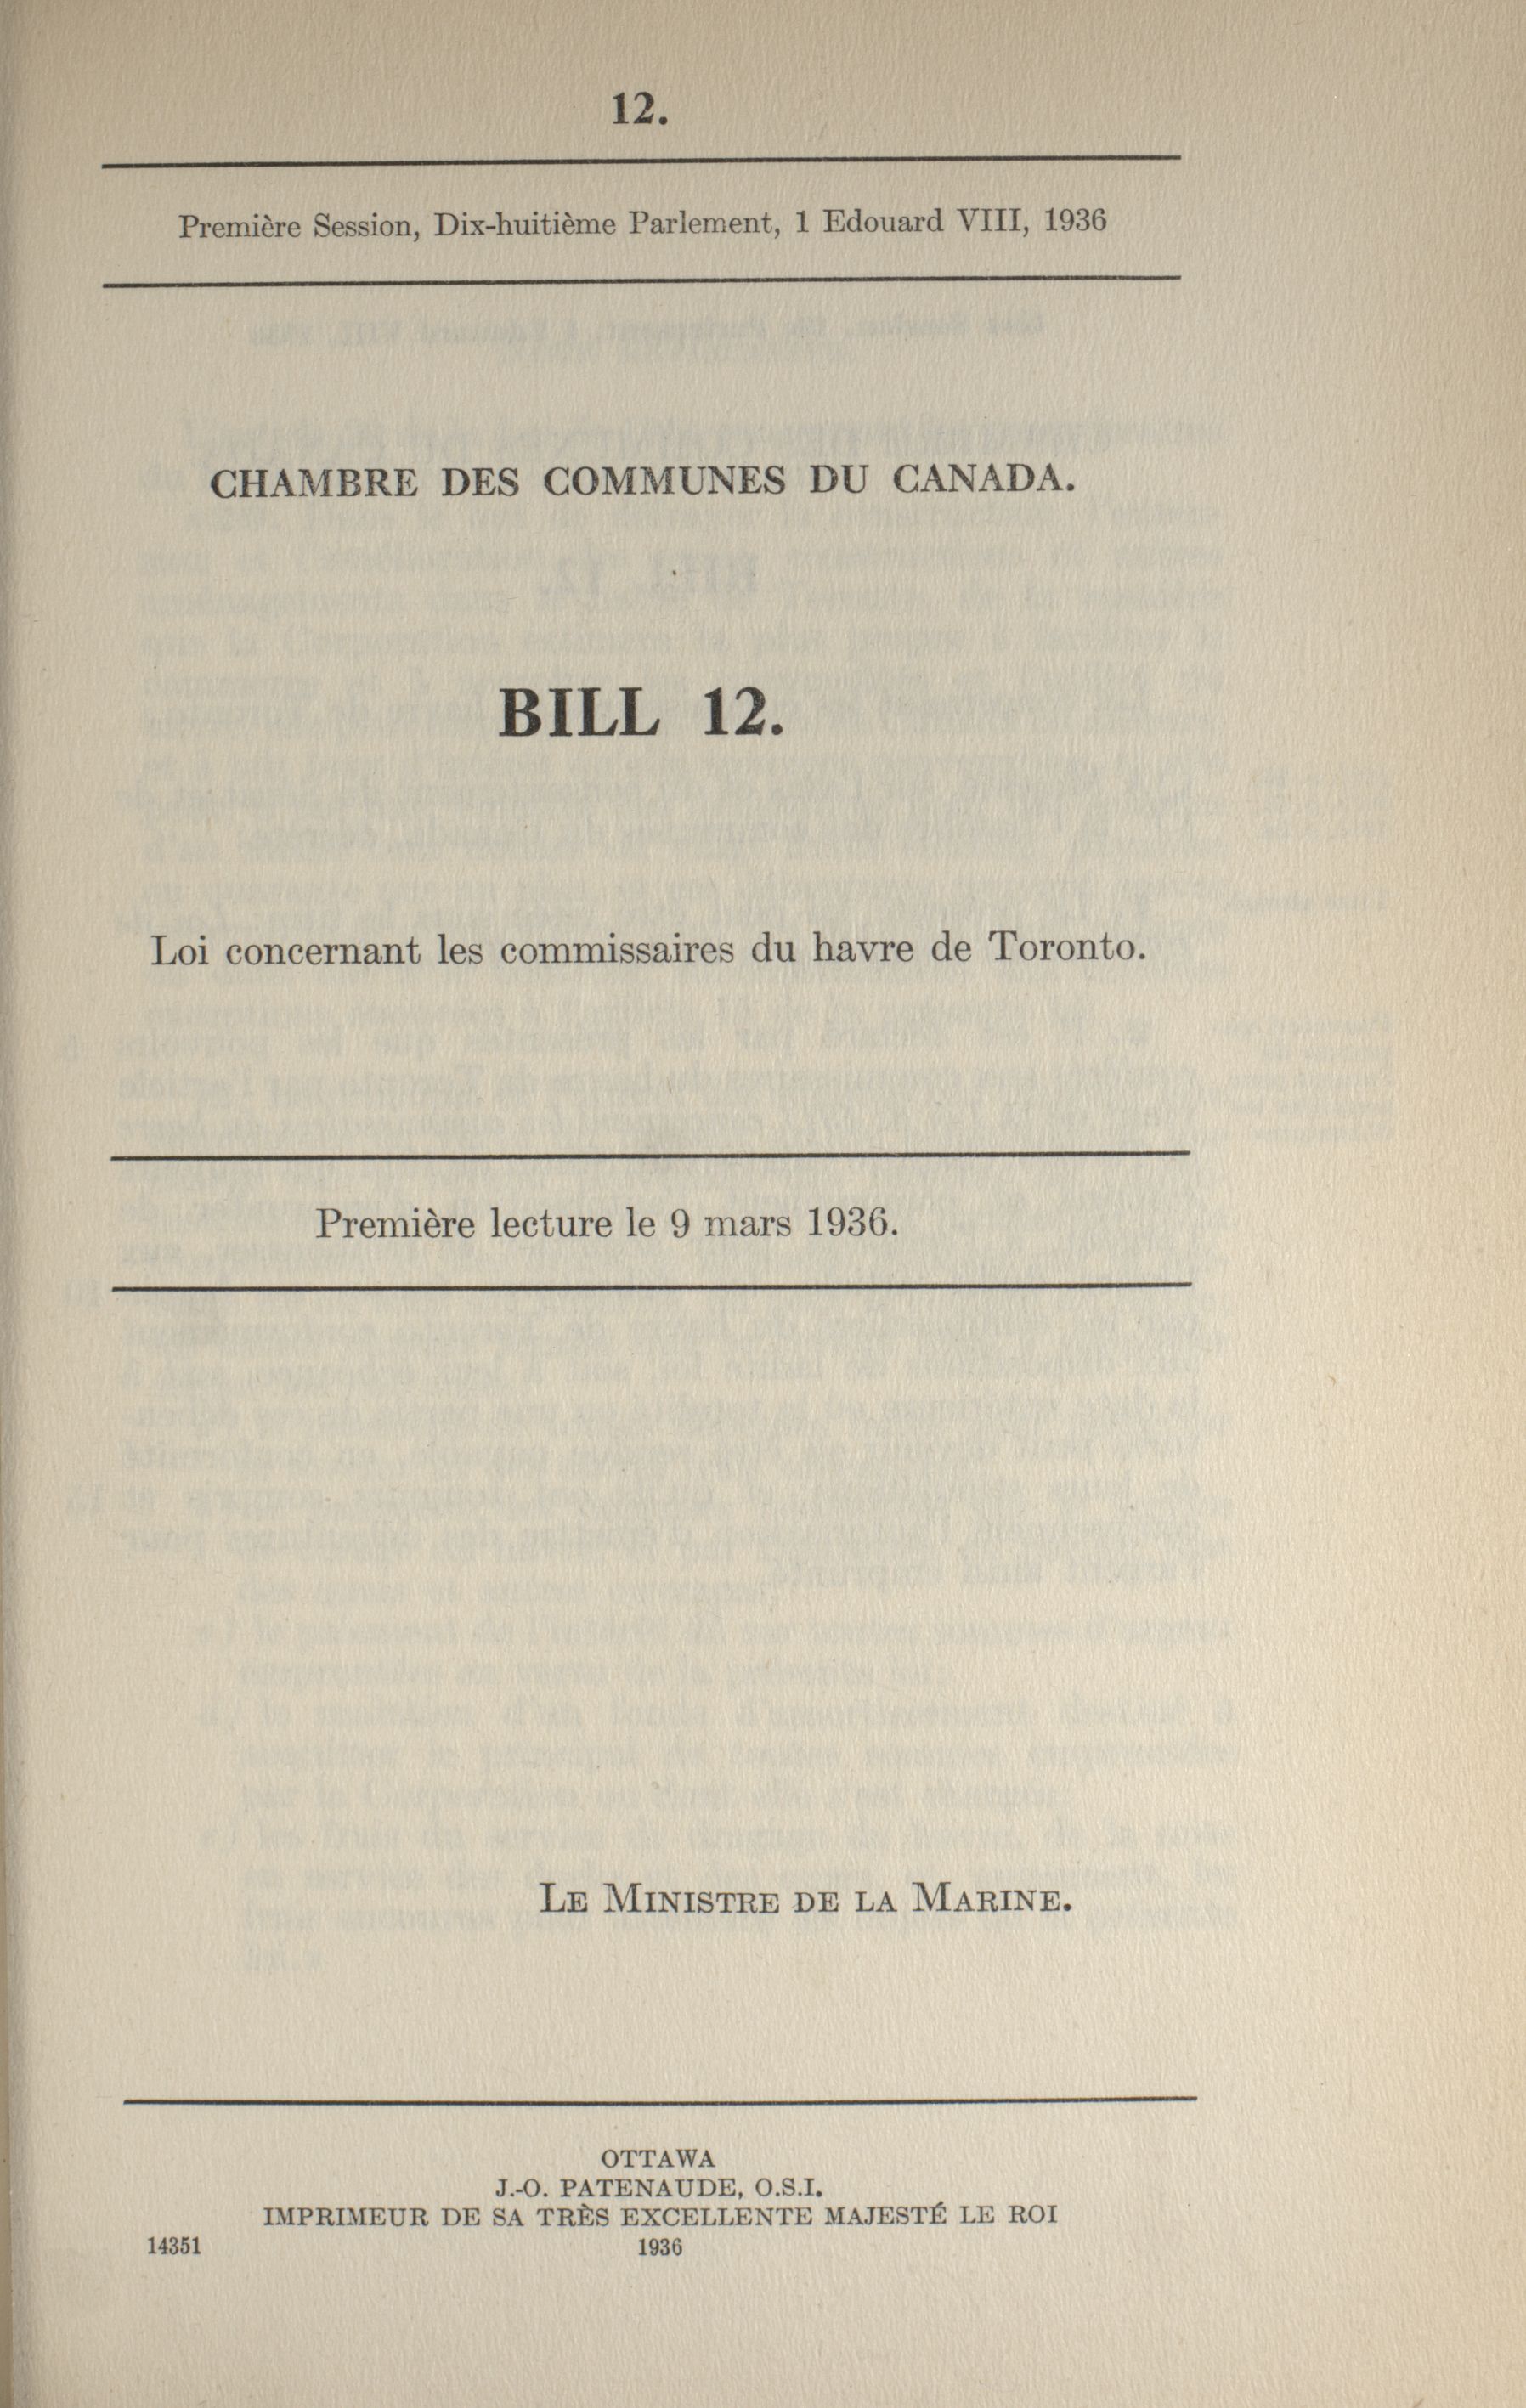 12.
Première Session, Dix-huitième Parlement, 1 Edouard VIII, 1936
CHAMBRE DES COMMUNES DU CANADA.
BILL 12.
Loi concernant les commissaires du havre de Toronto.
Première lecture le 9 mars 1936.
LE MINISTRE DE LA MARINE.
OTTAWA
J.-O. PATENAUDE, O.S.I.
IMPRIMEUR DE SA TRÈS EXCELLENTE MAJESTÉ LE ROI
14351 1936